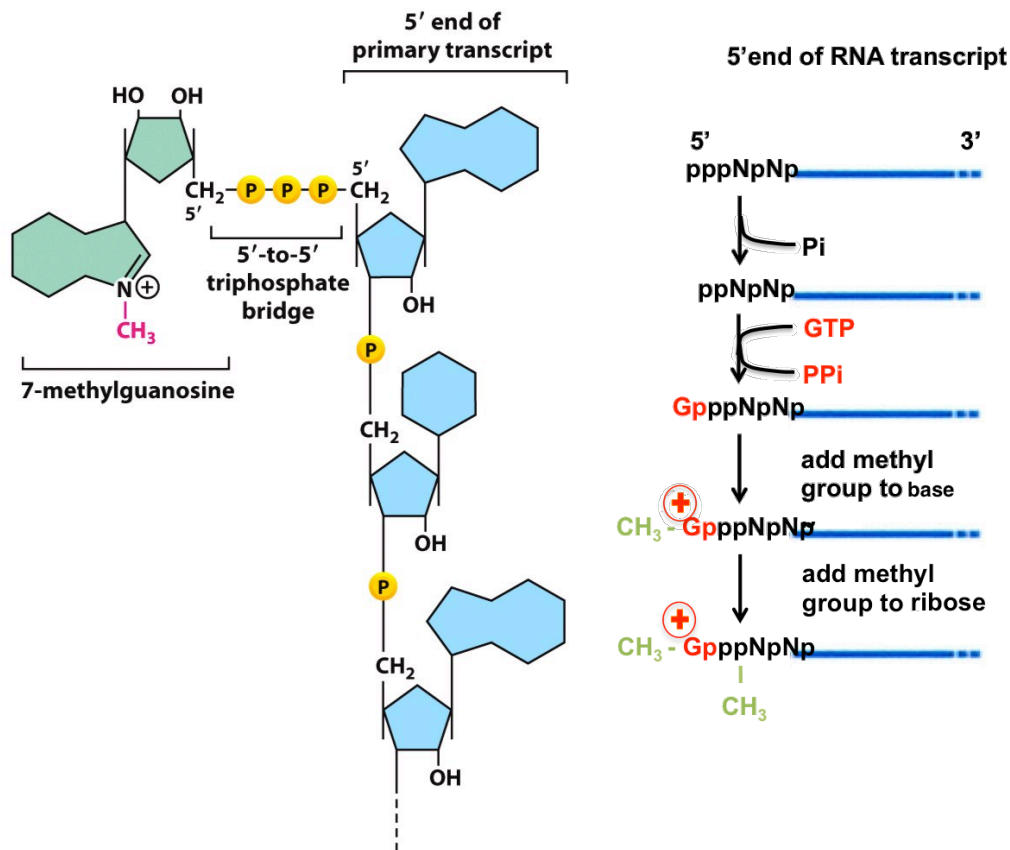 5′ end of
primary transcript
HO OH
CH₂ P P P CH₂
5′ 5′
5′-to-5′
triphosphate
bridge
OH
N +
CH₃
7-methylguanosine
P
CH₂
OH
P
CH₂
OH
5'end of RNA transcript
5' 3'
pppNpNp
Pi
ppNpNp
GTP
PPi
GpppNpNp
add methyl
group to base
+
CH₃ - GpppNpNp
add methyl
group to ribose
+
CH₃ - GpppNpNp
CH₃